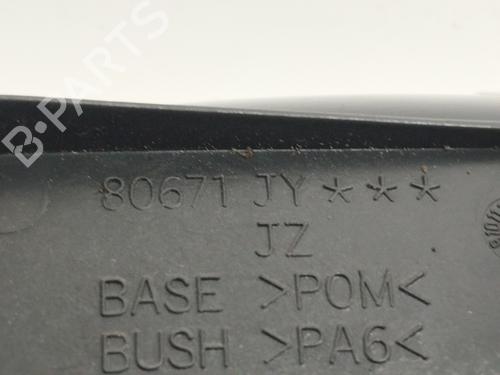 B-PARTS
80671 JY***
JZ
BASE >POM<
BUSH >PA6<